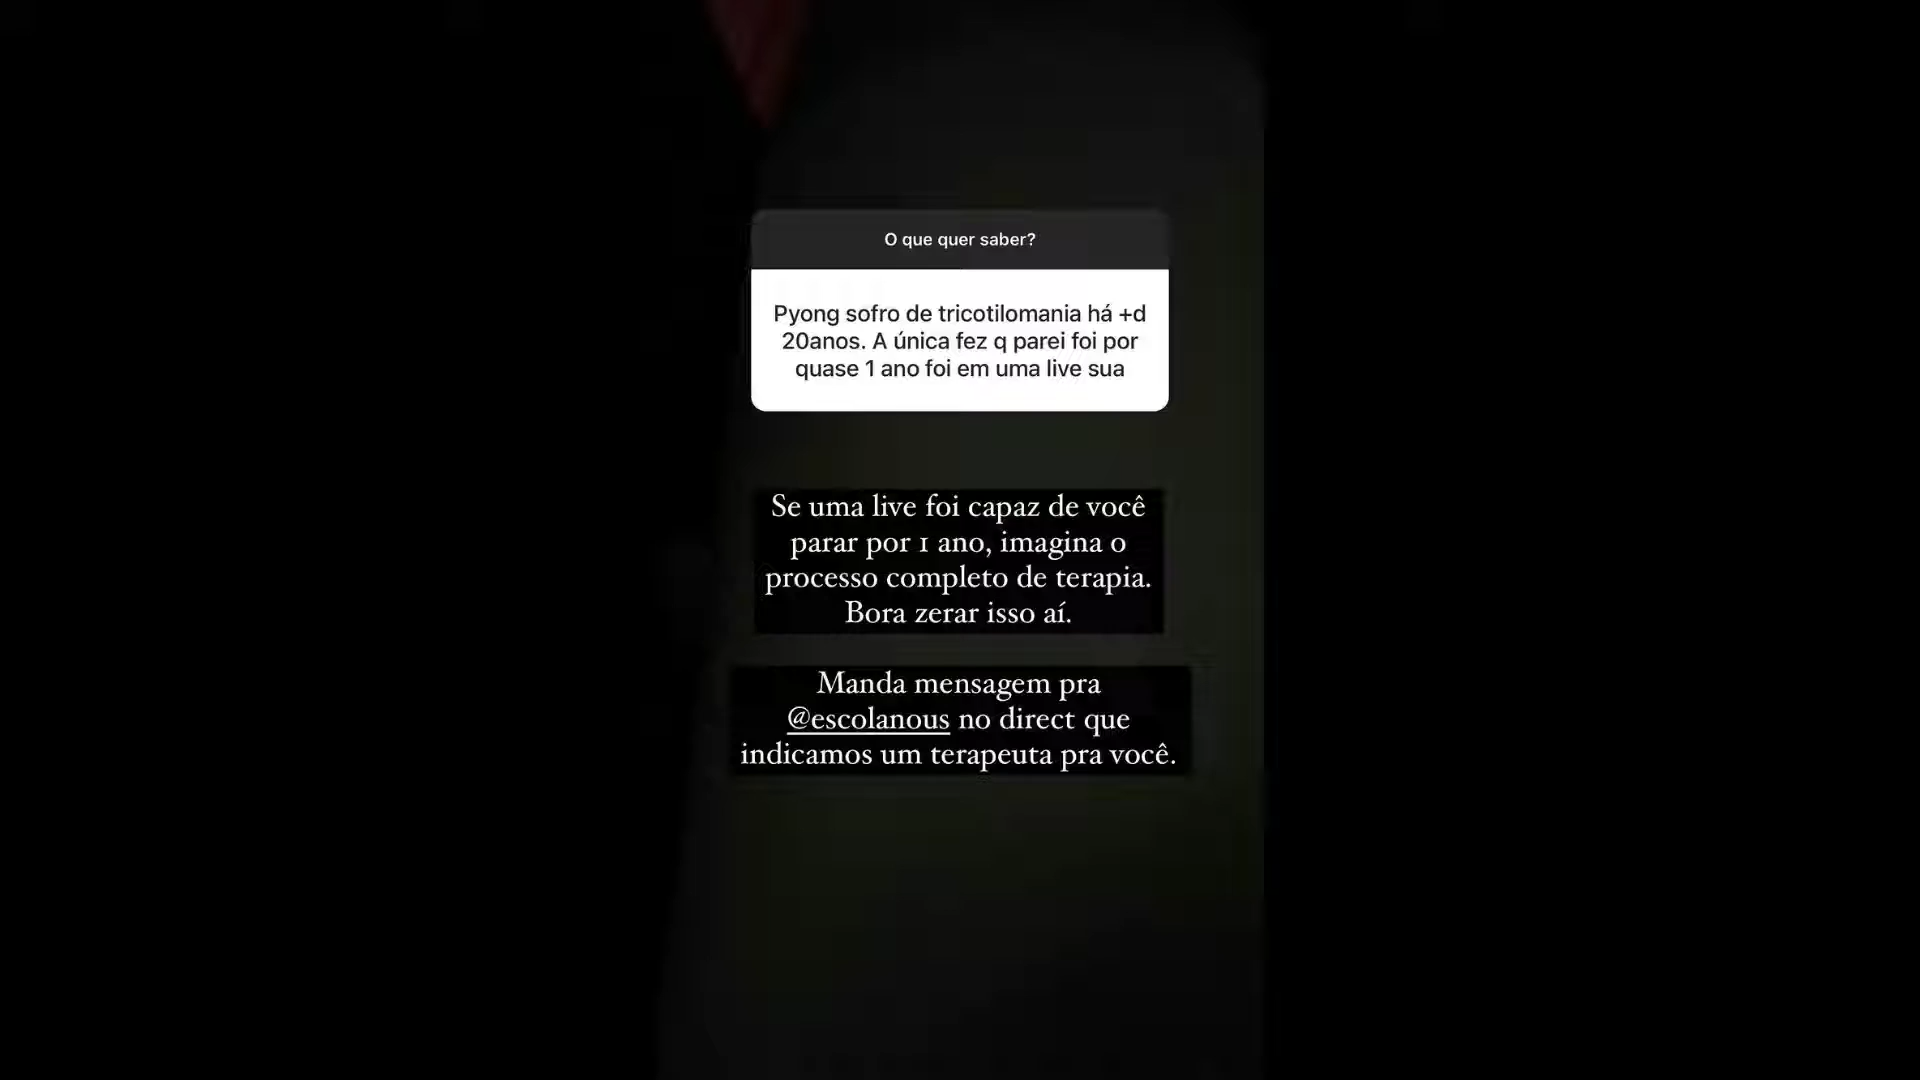 O que quer saber?
Pyong sofro de tricotilomania há +d
20anos. A única fez q parei foi por
quase 1 ano foi em uma live sua
Se uma live foi capaz de você
parar por 1 ano, imagina o
processo completo de terapia.
Bora zerar isso aí.
Manda mensagem pra
@escolanous no direct que
indicamos um terapeuta pra você.